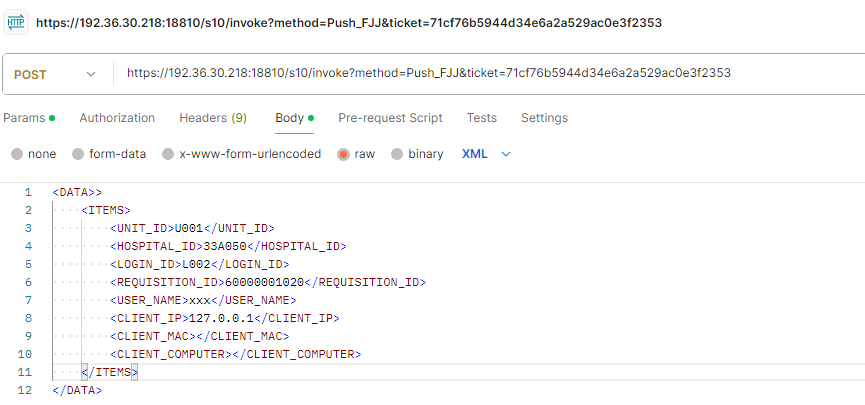 HTTP https://192.36.30.218:18810/s10/invoke?method=Push_FJJ&ticket=71cf76b5944d34e6a2a529ac0e3f2353
POST https://192.36.30.218:18810/s10/invoke?method=Push_FJJ&ticket=71cf76b5944d34e6a2a529ac0e3f2353
Params Authorization Headers (9) Body Pre-request Script Tests Settings
none form-data x-www-form-urlencoded raw binary XML
1 <DATA>>
2 <ITEMS>
3 <UNIT_ID>U001</UNIT_ID>
4 <HOSPITAL_ID>33A050</HOSPITAL_ID>
5 <LOGIN_ID>L002</LOGIN_ID>
6 <REQUISITION_ID>60000001020</REQUISITION_ID>
7 <USER_NAME>xxx</USER_NAME>
8 <CLIENT_IP>127.0.0.1</CLIENT_IP>
9 <CLIENT_MAC></CLIENT_MAC>
10 <CLIENT_COMPUTER></CLIENT_COMPUTER>
11 </ITEMS>
12 </DATA>